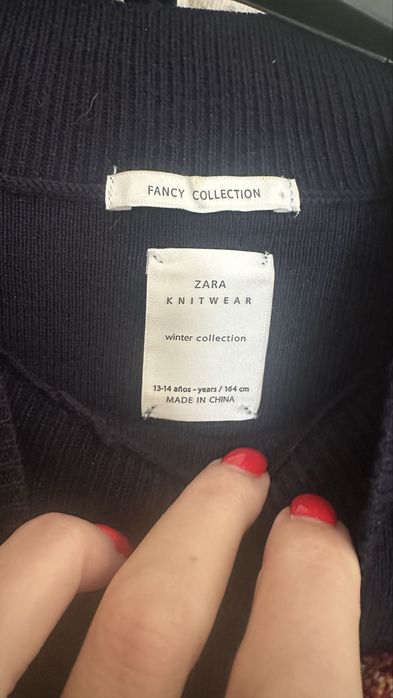 FANCY COLLECTION
ZARA
KNITWEAR
winter collection
13-14 años - years / 164 cm
MADE IN CHINA